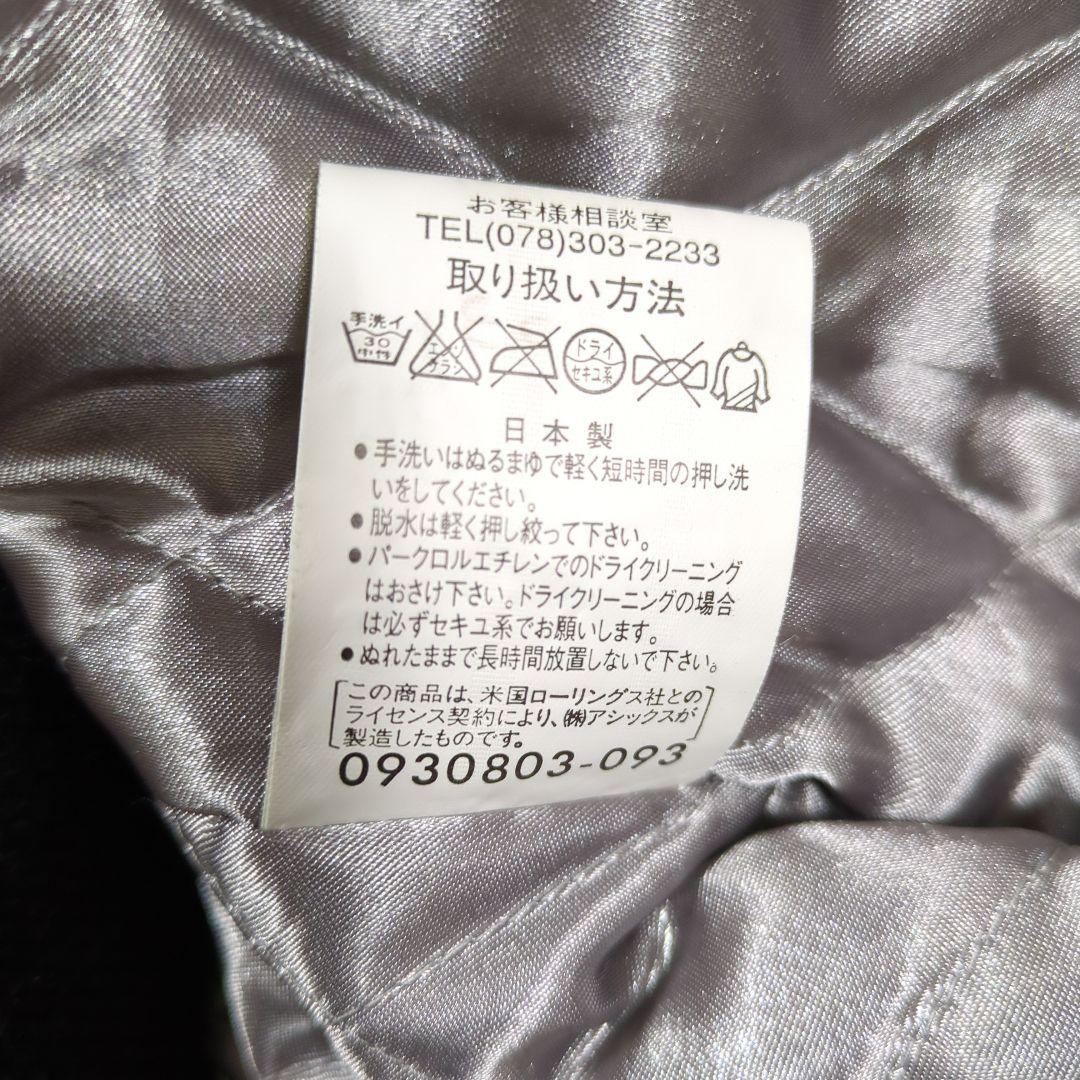 お客様相談室
TEL(078)303-2233
取り扱い方法
手洗イ 30 中性 エンソ サラシ ドライ セキユ系
日本製
●手洗いはぬるまゆで軽く短時間の押し洗
いをしてください。
●脱水は軽く押し絞って下さい。
●パークロルエチレンでのドライクリーニング
はおさけ下さい。ドライクリーニングの場合
は必ずセキユ系でお願いします。
●ぬれたままで長時間放置しないで下さい。
この商品は、米国ローリングス社との
ライセンス契約により、㈱アシックスが
製造したものです。
0930803-093